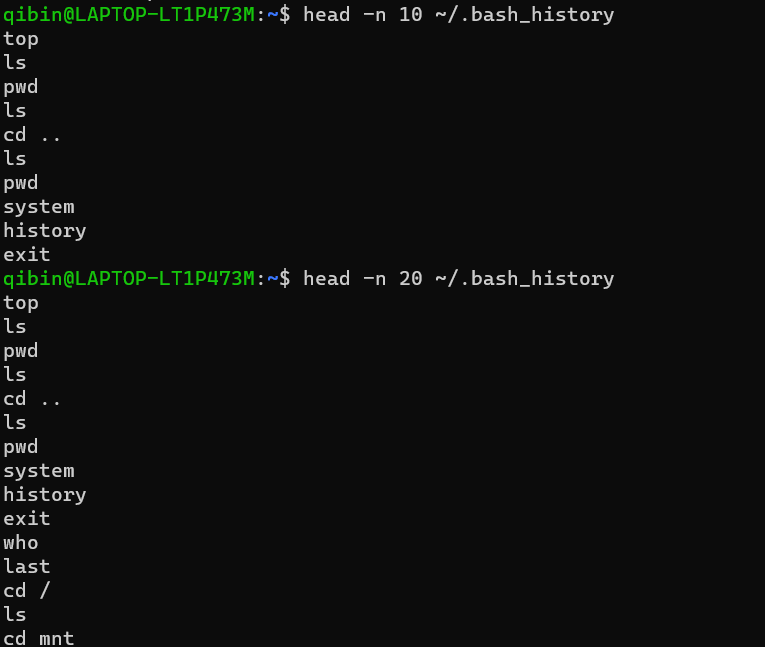 qibin@LAPTOP-LT1P473M:~$ head -n 10 ~/.bash_history
top
ls
pwd
ls
cd ..
ls
pwd
system
history
exit
qibin@LAPTOP-LT1P473M:~$ head -n 20 ~/.bash_history
top
ls
pwd
ls
cd ..
ls
pwd
system
history
exit
who
last
cd /
ls
cd mnt